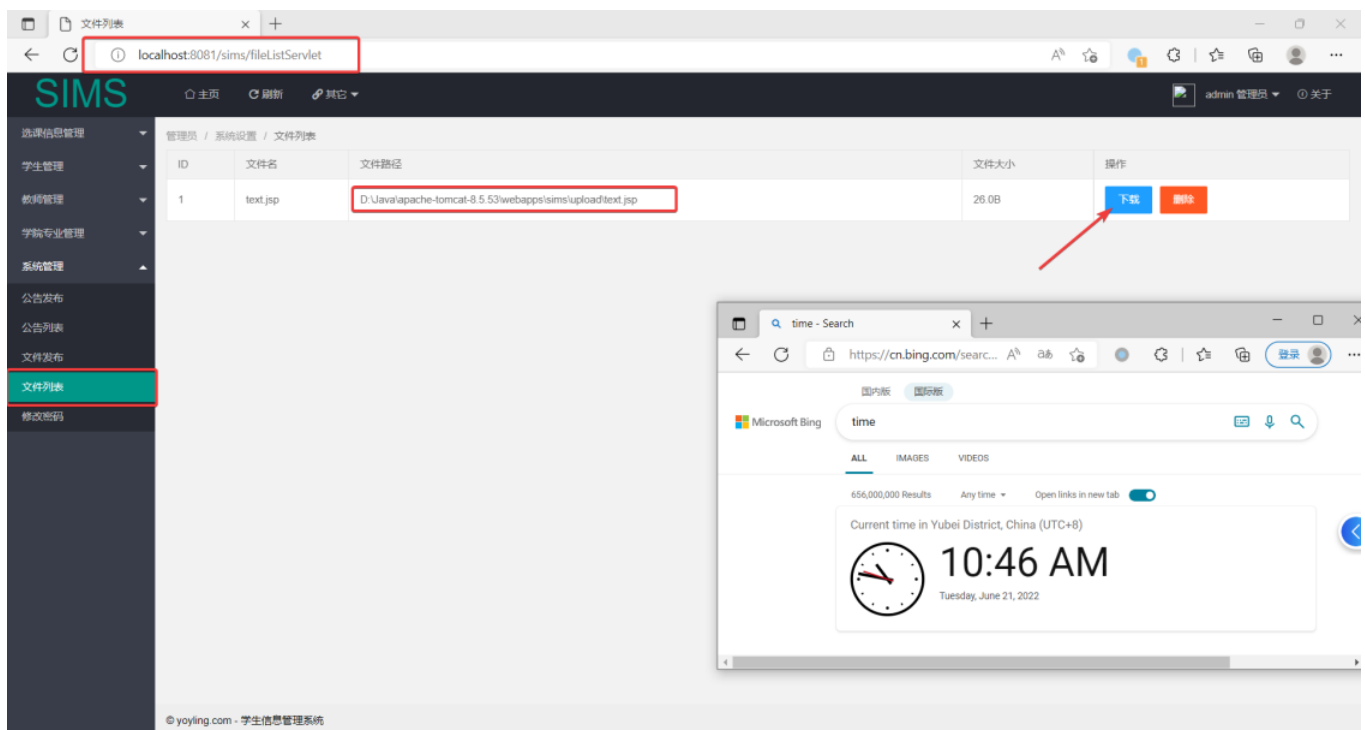 文件列表
localhost:8081/sims/fileListServlet
SIMS 主页 刷新 其它 admin 管理员 关于
选课信息管理
学生管理
教师管理
学院专业管理
系统管理
公告发布
公告列表
文件发布
文件列表
修改密码
管理员 / 系统设置 / 文件列表
ID 文件名 文件路径 文件大小 操作
1 text.jsp D:\Java\apache-tomcat-8.5.53\webapps\sims\upload\text.jsp 26.0B 下载 删除
time - Search
https://cn.bing.com/searc... 登录
国内版 国际版
Microsoft Bing time
ALL IMAGES VIDEOS
656,000,000 Results Any time Open links in new tab
Current time in Yubei District, China (UTC+8)
10:46 AM
Tuesday, June 21, 2022
© yoyling.com - 学生信息管理系统